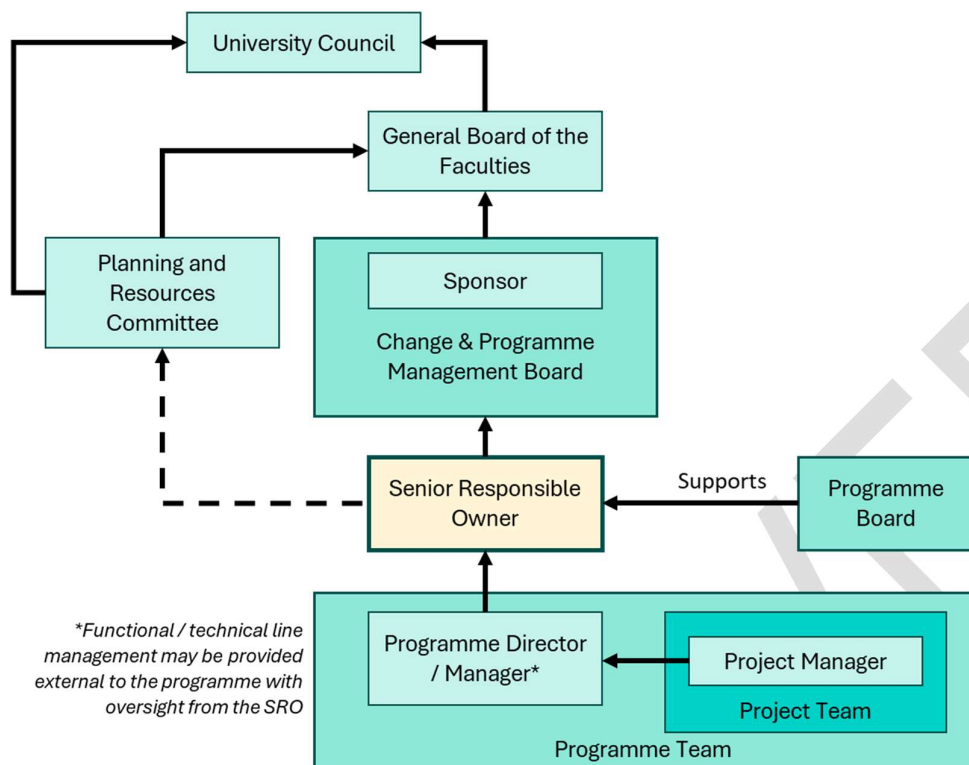 University Council
General Board of the
Faculties
Planning and
Resources
Committee
Sponsor
Change & Programme
Management Board
Senior Responsible
Owner
Supports
Programme
Board
*Functional / technical line
management may be provided
external to the programme with
oversight from the SRO
Programme Director
/ Manager*
Project Manager
Project Team
Programme Team